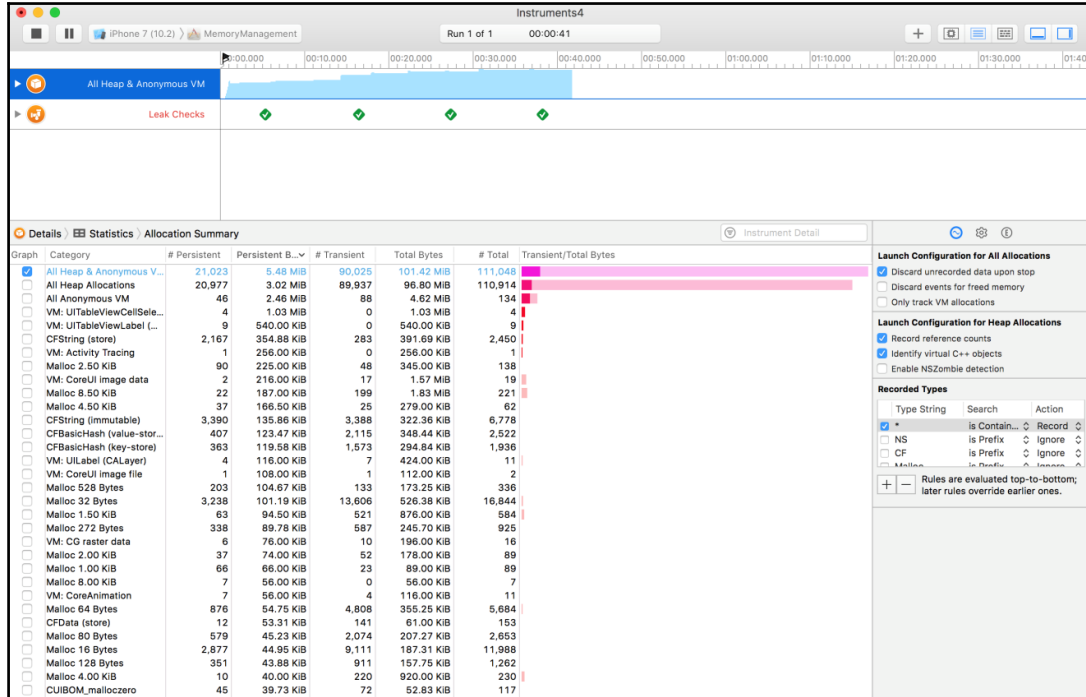 Instruments4
iPhone 7 (10.2) MemoryManagement Run 1 of 1 00:00:41
00:00.000 00:10.000 00:20.000 00:30.000 00:40.000 00:50.000 01:00.000 01:10.000 01:20.000 01:30.000 01:40
All Heap & Anonymous VM
Leak Checks
Details Statistics Allocation Summary Instrument Detail
Graph Category # Persistent Persistent B... # Transient Total Bytes # Total Transient/Total Bytes
All Heap & Anonymous V... 21,023 5.48 MiB 90,025 101.42 MiB 111,048
All Heap Allocations 20,977 3.02 MiB 89,937 96.80 MiB 110,914
All Anonymous VM 46 2.46 MiB 88 4.62 MiB 134
VM: UITableViewCellSele... 4 1.03 MiB 0 1.03 MiB 4
VM: UITableViewLabel (... 9 540.00 KiB 0 540.00 KiB 9
CFString (store) 2,167 354.88 KiB 283 391.69 KiB 2,450
VM: Activity Tracing 1 256.00 KiB 0 256.00 KiB 1
Malloc 2.50 KiB 90 225.00 KiB 48 345.00 KiB 138
VM: CoreUI image data 2 216.00 KiB 17 1.57 MiB 19
Malloc 8.50 KiB 22 187.00 KiB 199 1.83 MiB 221
Malloc 4.50 KiB 37 166.50 KiB 25 279.00 KiB 62
CFString (immutable) 3,390 135.86 KiB 3,388 322.36 KiB 6,778
CFBasicHash (value-stor... 407 123.47 KiB 2,115 348.44 KiB 2,522
CFBasicHash (key-store) 363 119.58 KiB 1,573 294.84 KiB 1,936
VM: UILabel (CALayer) 4 116.00 KiB 7 424.00 KiB 11
VM: CoreUI image file 1 108.00 KiB 1 112.00 KiB 2
Malloc 528 Bytes 203 104.67 KiB 133 173.25 KiB 336
Malloc 32 Bytes 3,238 101.19 KiB 13,606 526.38 KiB 16,844
Malloc 1.50 KiB 63 94.50 KiB 521 876.00 KiB 584
Malloc 272 Bytes 338 89.78 KiB 587 245.70 KiB 925
VM: CG raster data 6 76.00 KiB 10 196.00 KiB 16
Malloc 2.00 KiB 37 74.00 KiB 52 178.00 KiB 89
Malloc 1.00 KiB 66 66.00 KiB 23 89.00 KiB 89
Malloc 8.00 KiB 7 56.00 KiB 0 56.00 KiB 7
VM: CoreAnimation 7 56.00 KiB 4 116.00 KiB 11
Malloc 64 Bytes 876 54.75 KiB 4,808 355.25 KiB 5,684
CFData (store) 12 53.31 KiB 141 61.00 KiB 153
Malloc 80 Bytes 579 45.23 KiB 2,074 207.27 KiB 2,653
Malloc 16 Bytes 2,877 44.95 KiB 9,111 187.31 KiB 11,988
Malloc 128 Bytes 351 43.88 KiB 911 157.75 KiB 1,262
Malloc 4.00 KiB 10 40.00 KiB 220 920.00 KiB 230
CUIBOM_malloczero 45 39.73 KiB 72 52.83 KiB 117
Launch Configuration for All Allocations
Discard unrecorded data upon stop
Discard events for freed memory
Only track VM allocations
Launch Configuration for Heap Allocations
Record reference counts
Identify virtual C++ objects
Enable NSZombie detection
Recorded Types
Type String Search Action
* is Contain... Record
NS is Prefix Ignore
CF is Prefix Ignore
Malloc is Prefix Ignore
+ − Rules are evaluated top-to-bottom;
later rules override earlier ones.